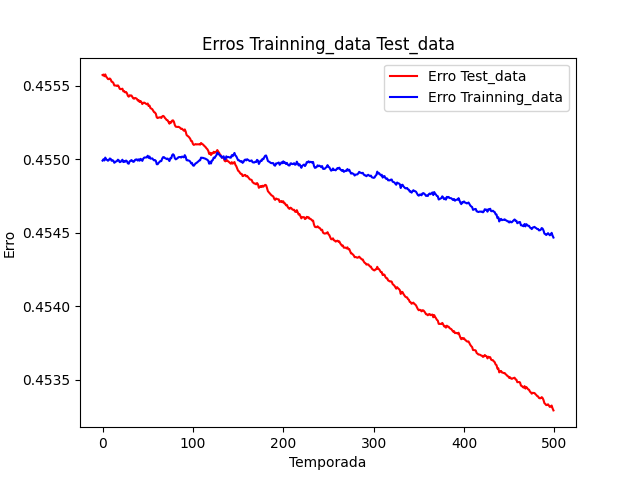 Erros Trainning_data Test_data
Erro Test_data
Erro Trainning_data
0.4555
0.4550
0.4545
0.4540
0.4535
Erro
0
100
200
300
400
500
Temporada